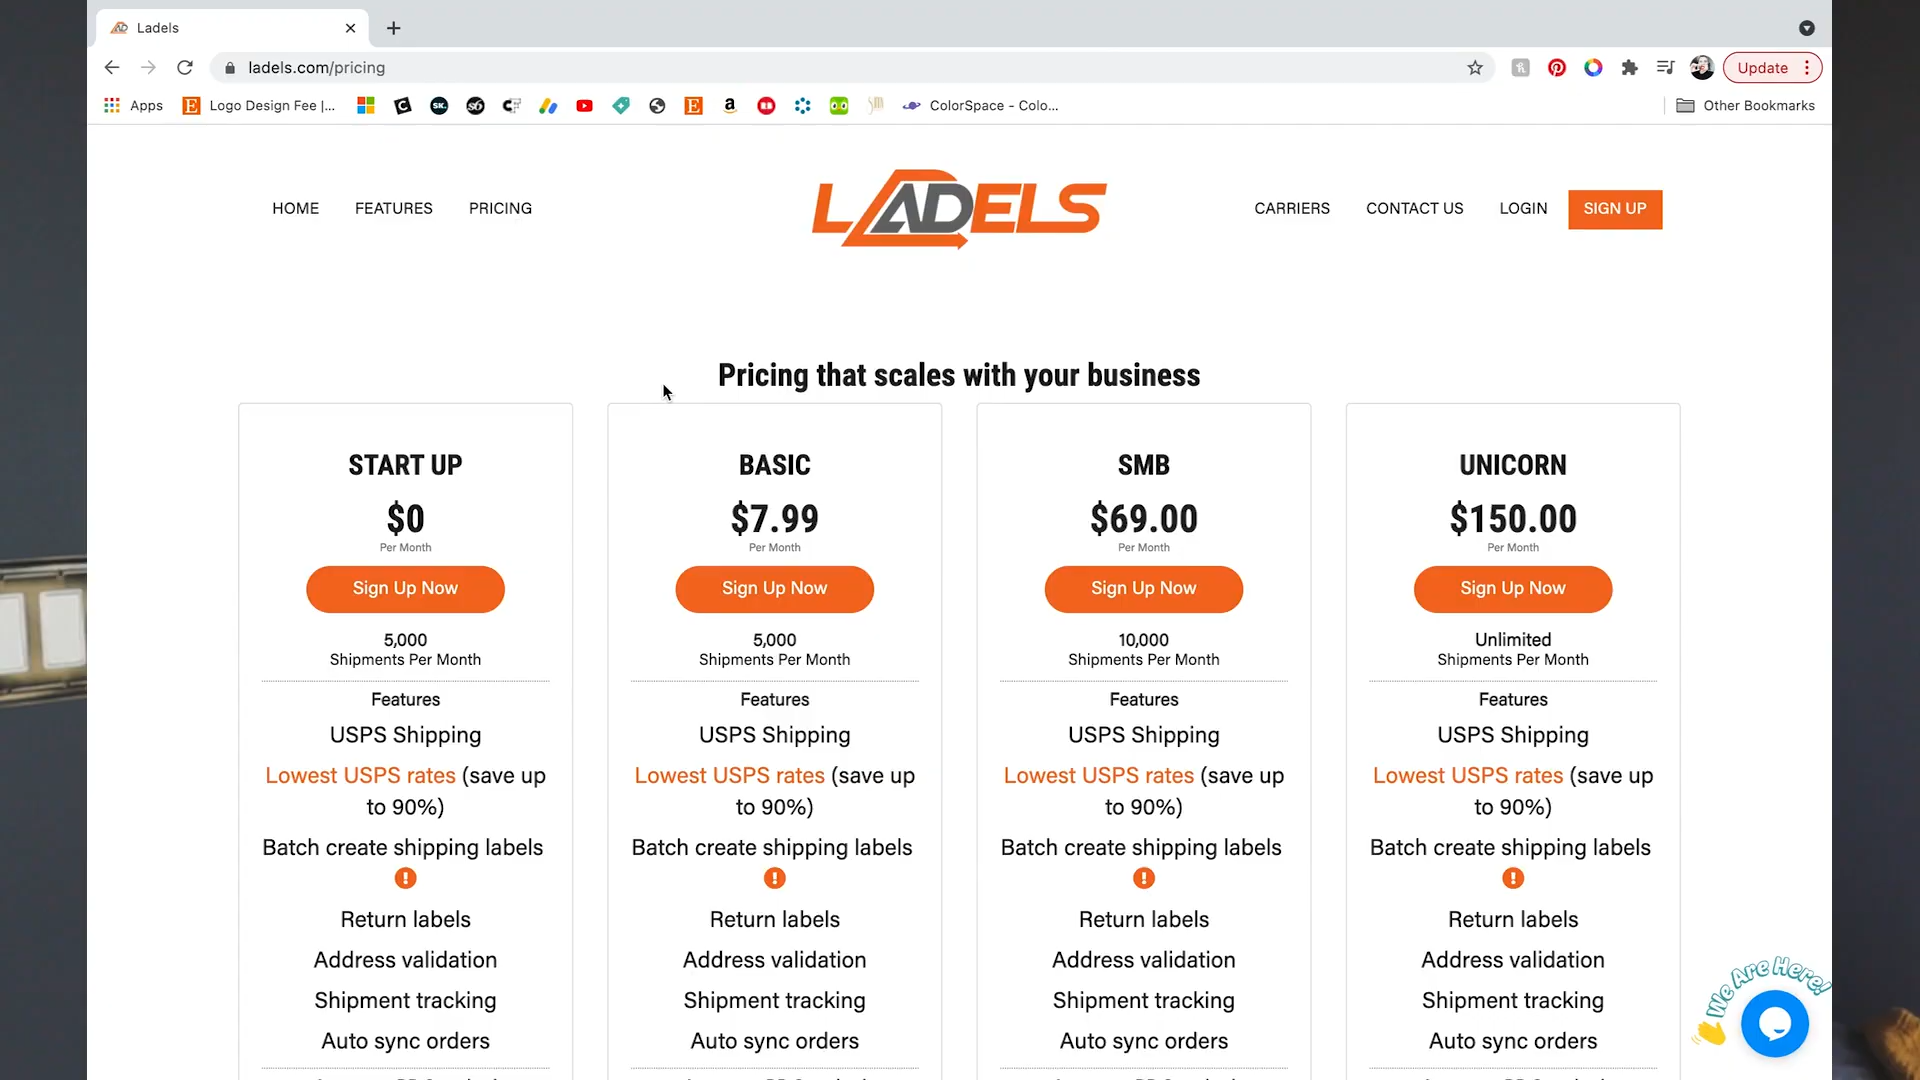 Ladels
ladels.com/pricing
Update
Apps
Logo Design Fee |...
ColorSpace - Colo...
Other Bookmarks
HOME
FEATURES
PRICING
LADELS
CARRIERS
CONTACT US
LOGIN
SIGN UP
Pricing that scales with your business
START UP
$0
Per Month
Sign Up Now
5,000
Shipments Per Month
Features
USPS Shipping
Lowest USPS rates (save up
to 90%)
Batch create shipping labels
Return labels
Address validation
Shipment tracking
Auto sync orders
BASIC
$7.99
Per Month
Sign Up Now
5,000
Shipments Per Month
Features
USPS Shipping
Lowest USPS rates (save up
to 90%)
Batch create shipping labels
Return labels
Address validation
Shipment tracking
Auto sync orders
SMB
$69.00
Per Month
Sign Up Now
10,000
Shipments Per Month
Features
USPS Shipping
Lowest USPS rates (save up
to 90%)
Batch create shipping labels
Return labels
Address validation
Shipment tracking
Auto sync orders
UNICORN
$150.00
Per Month
Sign Up Now
Unlimited
Shipments Per Month
Features
USPS Shipping
Lowest USPS rates (save up
to 90%)
Batch create shipping labels
Return labels
Address validation
Shipment tracking
Auto sync orders
We Are Here!